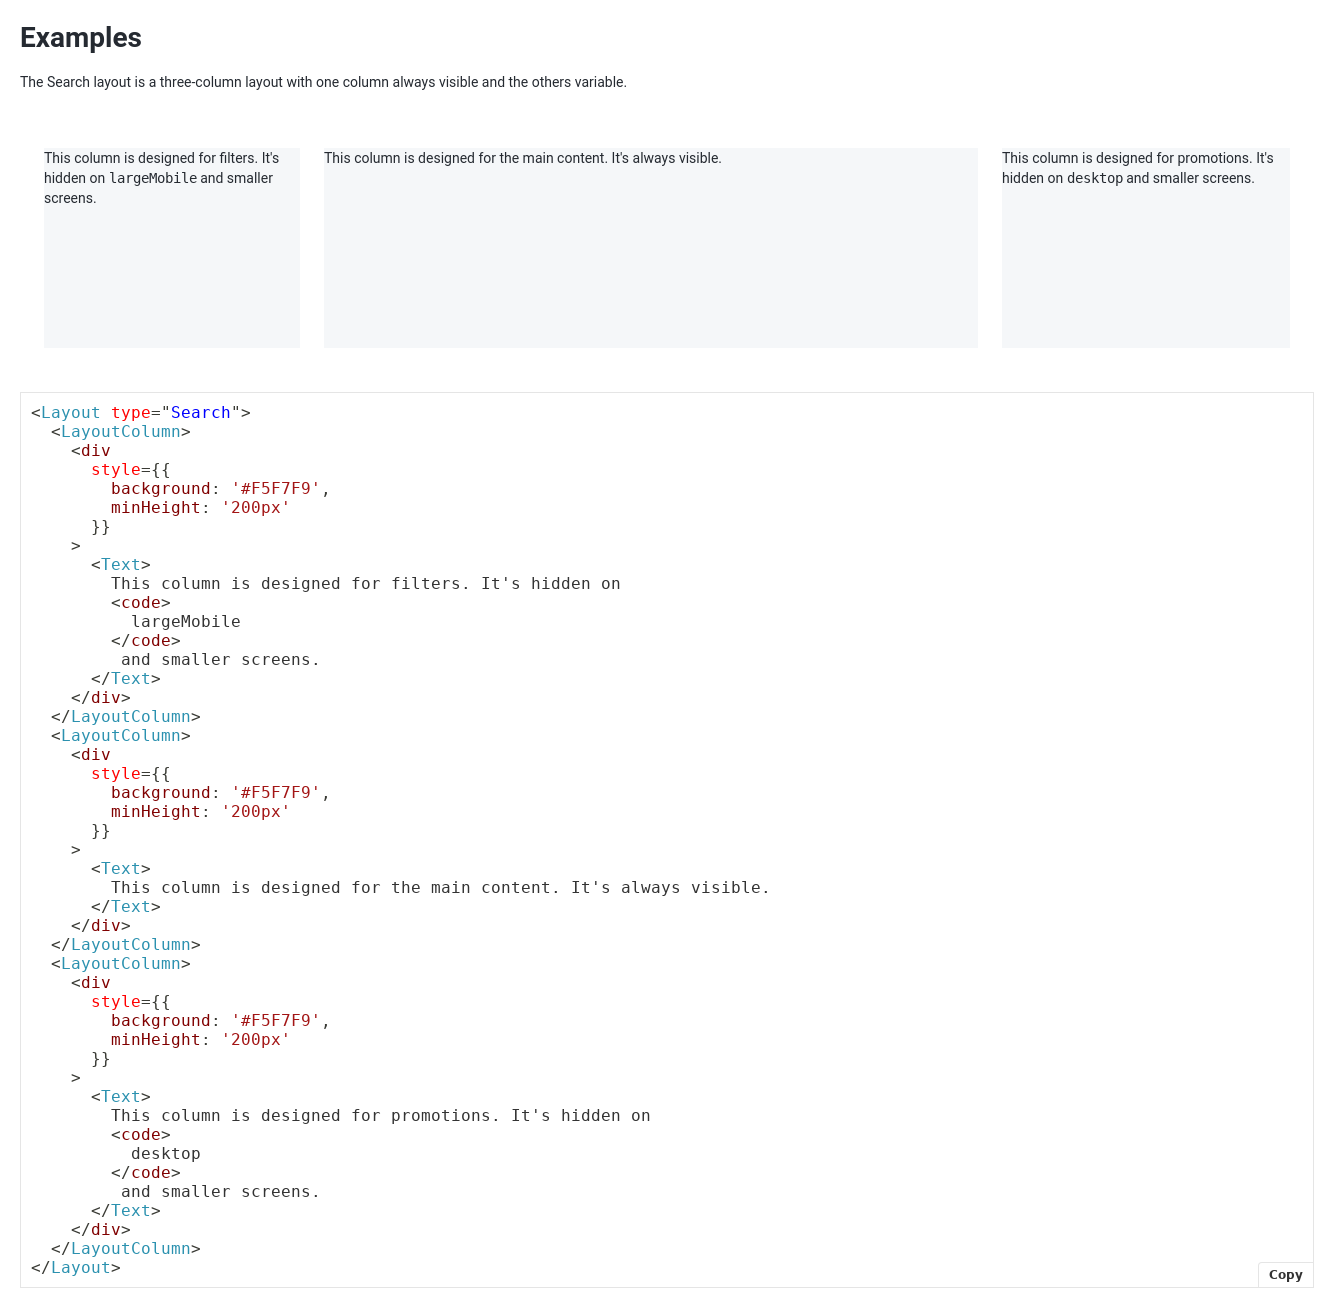 Examples
The Search layout is a three-column layout with one column always visible and the others variable.
This column is designed for filters. It's
hidden on largeMobile and smaller
screens.
This column is designed for the main content. It's always visible.
This column is designed for promotions. It's
hidden on desktop and smaller screens.
<Layout type="Search">
  <LayoutColumn>
    <div
      style={{
        background: '#F5F7F9',
        minHeight: '200px'
      }}
    >
      <Text>
        This column is designed for filters. It's hidden on
        <code>
          largeMobile
        </code>
         and smaller screens.
      </Text>
    </div>
  </LayoutColumn>
  <LayoutColumn>
    <div
      style={{
        background: '#F5F7F9',
        minHeight: '200px'
      }}
    >
      <Text>
        This column is designed for the main content. It's always visible.
      </Text>
    </div>
  </LayoutColumn>
  <LayoutColumn>
    <div
      style={{
        background: '#F5F7F9',
        minHeight: '200px'
      }}
    >
      <Text>
        This column is designed for promotions. It's hidden on
        <code>
          desktop
        </code>
         and smaller screens.
      </Text>
    </div>
  </LayoutColumn>
</Layout>
Copy